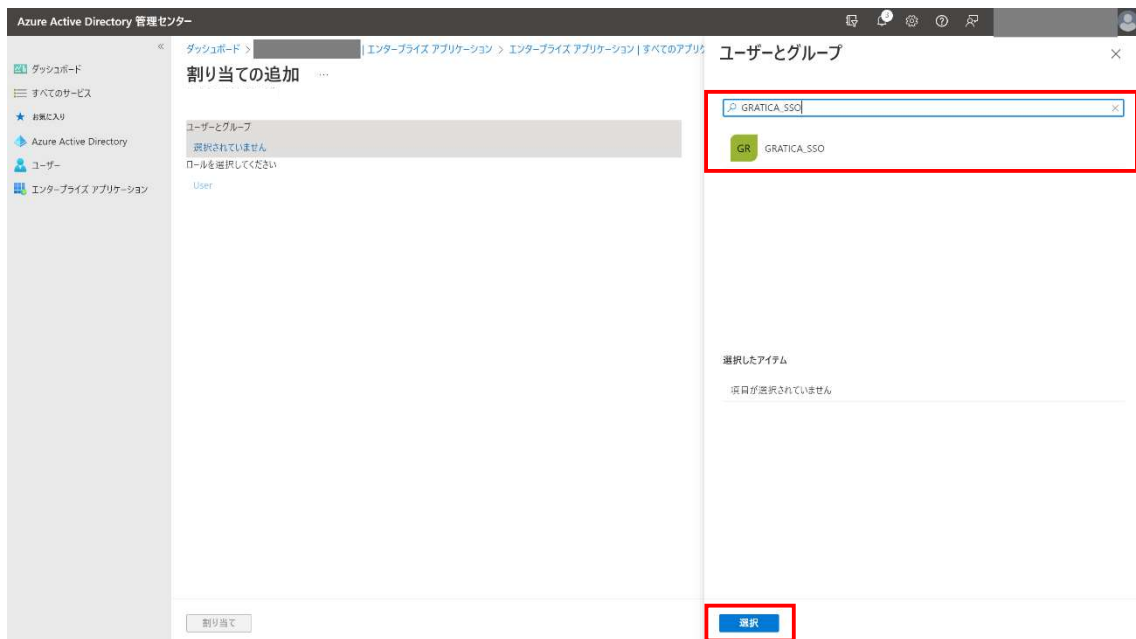 Azure Active Directory 管理センター
3
«
ダッシュボード
すべてのサービス
お気に入り
Azure Active Directory
ユーザー
エンタープライズ アプリケーション
ダッシュボード > | エンタープライズ アプリケーション > エンタープライズ アプリケーション | すべてのアプリケ
割り当ての追加 ...
ユーザーとグループ
選択されていません
ロールを選択してください
User
割り当て
ユーザーとグループ
GRATICA_SSO
GR GRATICA_SSO
選択したアイテム
項目が選択されていません
選択